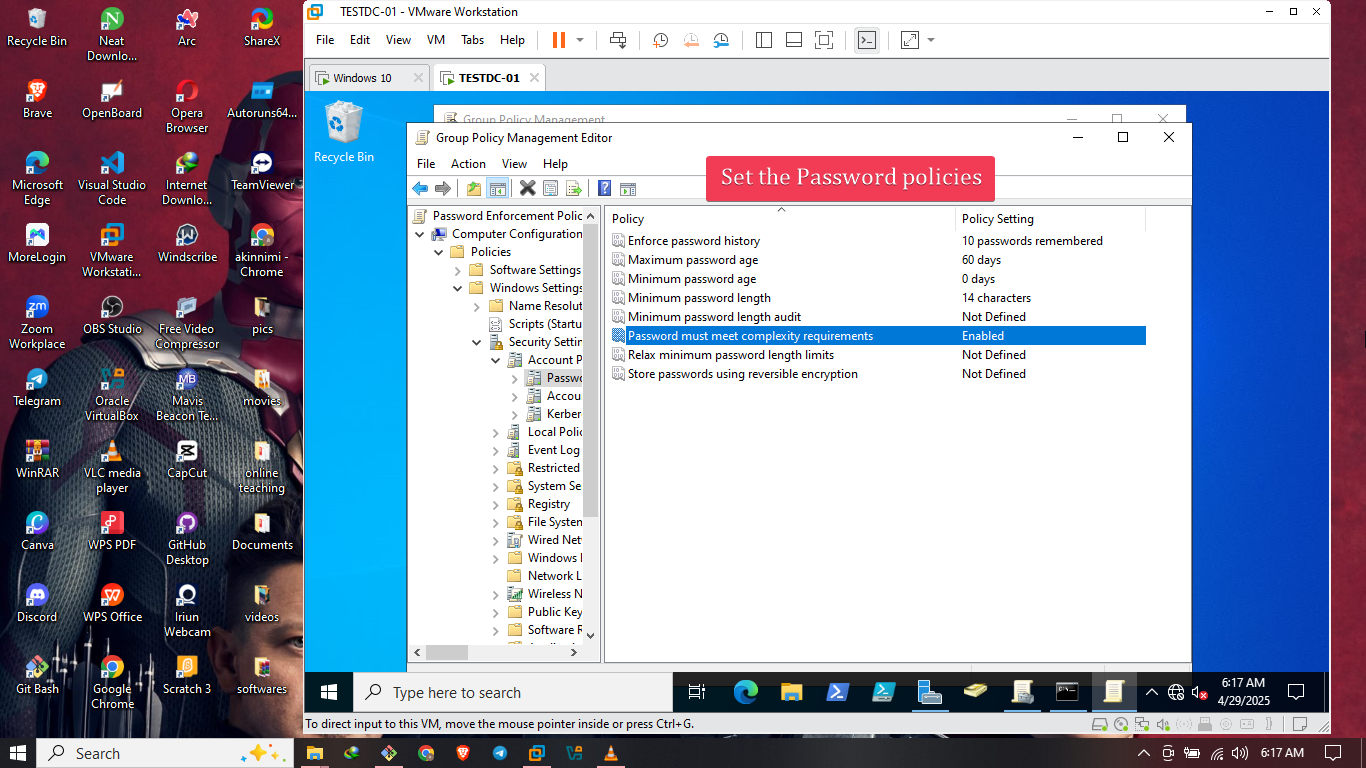 Recycle Bin
Neat
Downlo...
Arc
ShareX
Brave
OpenBoard
Opera
Browser
Autoruns64...
Microsoft
Edge
Visual Studio
Code
Internet
Downlo...
TeamViewer
MoreLogin
VMware
Workstati...
Windscribe
akinnimi -
Chrome
Zoom
Workplace
OBS Studio
Free Video
Compressor
pics
Telegram
Oracle
VirtualBox
Mavis
Beacon Te...
movies
WinRAR
VLC media
player
CapCut
online
teaching
Canva
WPS PDF
GitHub
Desktop
Documents
Discord
WPS Office
Iriun
Webcam
videos
Git Bash
Google
Chrome
Scratch 3
softwares
TESTDC-01 - VMware Workstation
File Edit View VM Tabs Help
Windows 10
TESTDC-01
Recycle Bin
Group Policy Management
Group Policy Management Editor
File Action View Help
Set the Password policies
Password Enforcement Polic
Computer Configuration
Policies
Software Settings
Windows Settings
Name Resolut
Scripts (Startu
Security Settin
Account P
Passwo
Accou
Kerber
Local Polic
Event Log
Restricted
System Se
Registry
File System
Wired Net
Windows
Network L
Wireless N
Public Key
Software R
Policy Policy Setting
Enforce password history 10 passwords remembered
Maximum password age 60 days
Minimum password age 0 days
Minimum password length 14 characters
Minimum password length audit Not Defined
Password must meet complexity requirements Enabled
Relax minimum password length limits Not Defined
Store passwords using reversible encryption Not Defined
Type here to search
6:17 AM
4/29/2025
To direct input to this VM, move the mouse pointer inside or press Ctrl+G.
Search
6:17 AM